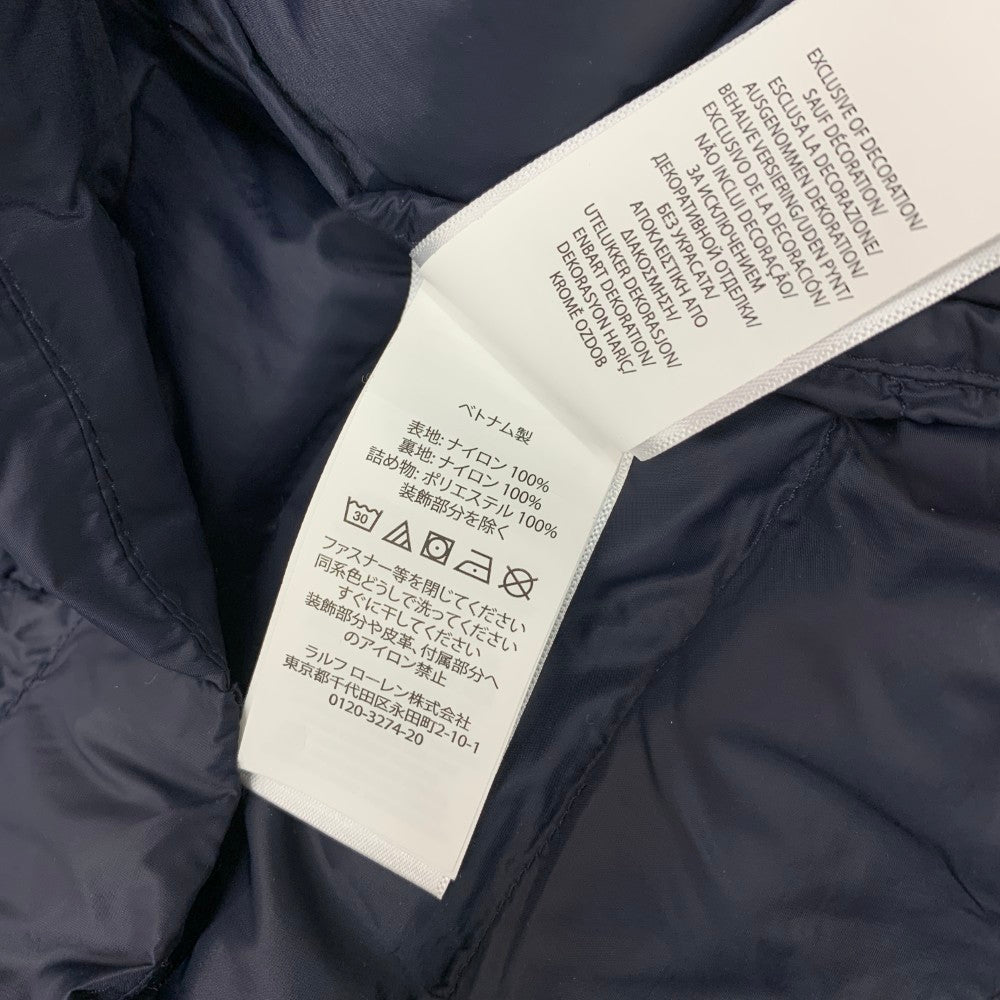 EXCLUSIVE OF DECORATION/
SAUF DÉCORATION/
ESCLUSA LA DECORAZIONE/
AUSGENOMMEN DEKORATION/
BEHALVE VERSIERING/UDEN PYNT/
EXCLUSIVO DE LA DECORACIÓN/
NÃO INCLUI DECORAÇÃO/
ЗА ИСКЛЮЧЕНИЕМ
ДЕКОРАТИВНОЙ ОТДЕЛКИ/
БЕЗ УКРАСАТА/
ΑΠΟΚΛΕΙΣΤΙΚΗ ΑΠΟ
ΔΙΑΚΟΣΜΗΣΗ/
UTELUKKER DEKORASJON/
ENBART DEKORATION/
DEKORASYON HARİÇ/
KROMĚ OZDOB
ベトナム製
表地: ナイロン 100%
裏地: ナイロン 100%
詰め物: ポリエステル 100%
装飾部分を除く
30
ファスナー等を閉じてください
同系色どうしで洗ってください
すぐに干してください
装飾部分や皮革、付属部分へ
のアイロン禁止
ラルフ ローレン株式会社
東京都千代田区永田町2-10-1
0120-3274-20